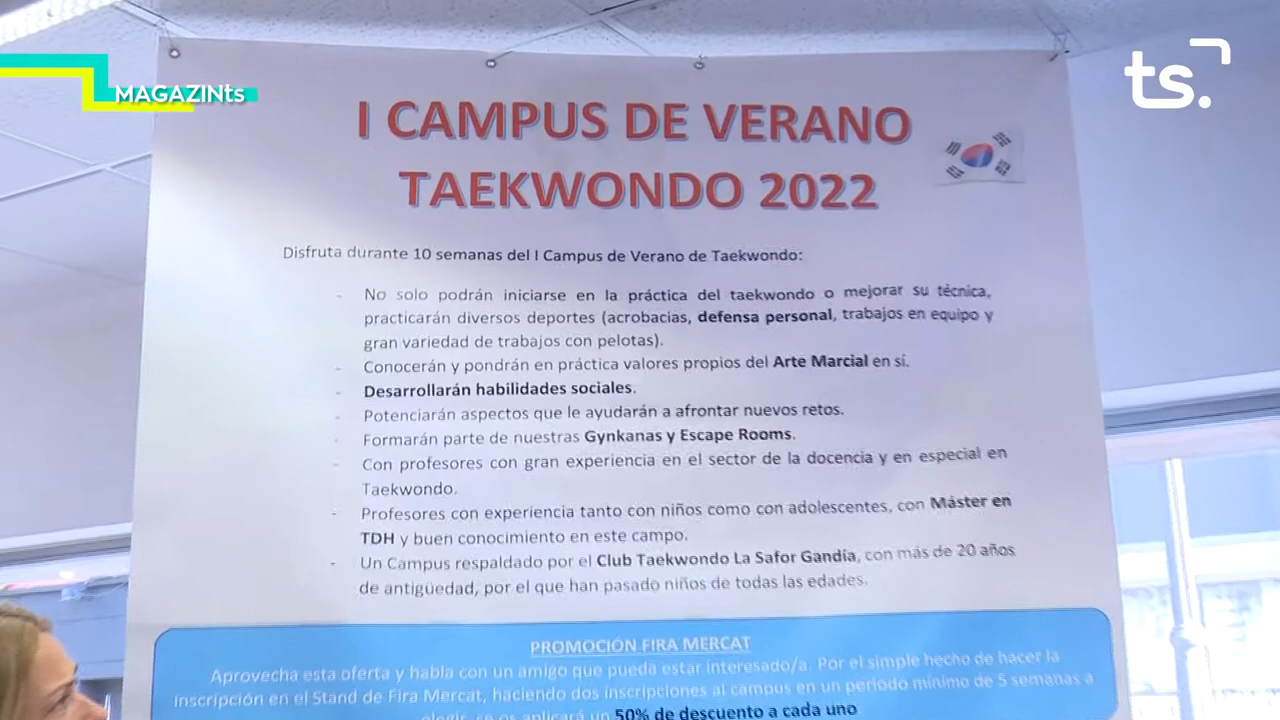 MAGAZINts
ts.
I CAMPUS DE VERANO
TAEKWONDO 2022
Disfruta durante 10 semanas del I Campus de Verano de Taekwondo:
- No solo podrán iniciarse en la práctica del taekwondo o mejorar su técnica,
practicarán diversos deportes (acrobacias, defensa personal, trabajos en equipo y
gran variedad de trabajos con pelotas).
- Conocerán y pondrán en práctica valores propios del Arte Marcial en sí.
- Desarrollarán habilidades sociales.
- Potenciarán aspectos que le ayudarán a afrontar nuevos retos.
- Formarán parte de nuestras Gynkanas y Escape Rooms.
- Con profesores con gran experiencia en el sector de la docencia y en especial en
Taekwondo.
- Profesores con experiencia tanto con niños como con adolescentes, con Máster en
TDH y buen conocimiento en este campo.
- Un Campus respaldado por el Club Taekwondo La Safor Gandía, con más de 20 años
de antigüedad, por el que han pasado niños de todas las edades.
PROMOCIÓN FIRA MERCAT
Aprovecha esta oferta y habla con un amigo que pueda estar interesado/a. Por el simple hecho de hacer la
inscripción en el Stand de Fira Mercat, haciendo dos inscripciones al campus en un periodo mínimo de 5 semanas a
elegir, se os aplicará un 50% de descuento a cada uno